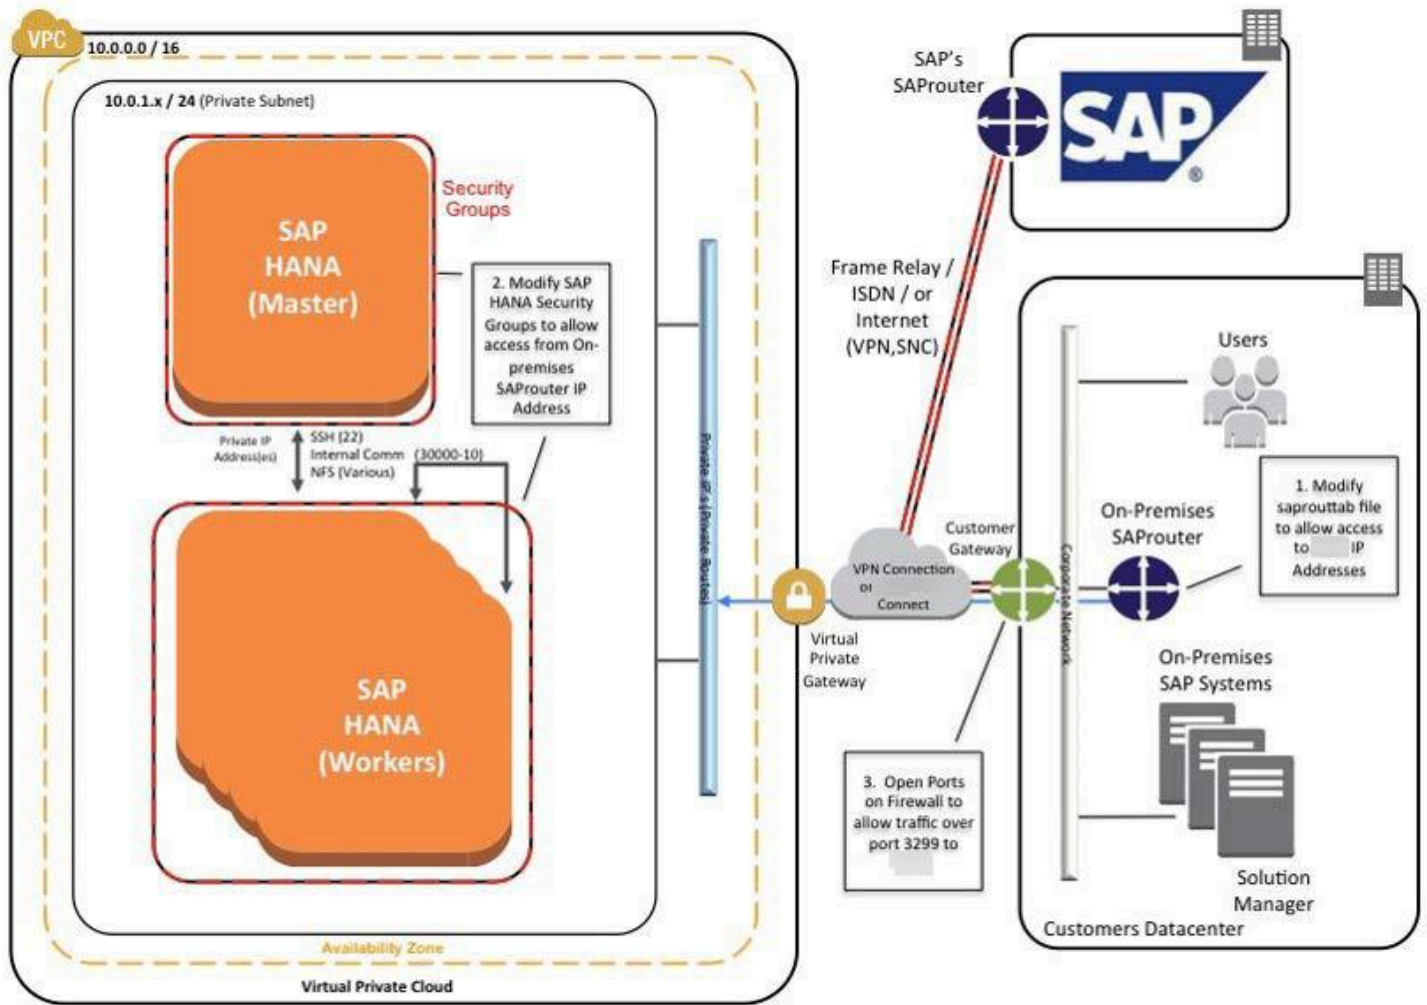 VPC
10.0.0.0 / 16
10.0.1.x / 24 (Private Subnet)
SAP
HANA
(Master)
Security
Groups
2. Modify SAP
HANA Security
Groups to allow
access from On-
premises
SAProuter IP
Address
Private IP
Address(es)
SSH (22)
Internal Comm (30000-10)
NFS (Various)
SAP
HANA
(Workers)
Private IP's (Private Routes)
Availability Zone
Virtual Private Cloud
SAP's
SAProuter
SAP
®
Frame Relay /
ISDN / or
Internet
(VPN,SNC)
VPN Connection
or
Connect
Virtual
Private
Gateway
Customer
Gateway
3. Open Ports
on Firewall to
allow traffic over
port 3299 to
Corporate Network
Users
On-Premises
SAProuter
1. Modify
saprouttab file
to allow access
to IP
Addresses
On-Premises
SAP Systems
Solution
Manager
Customers Datacenter